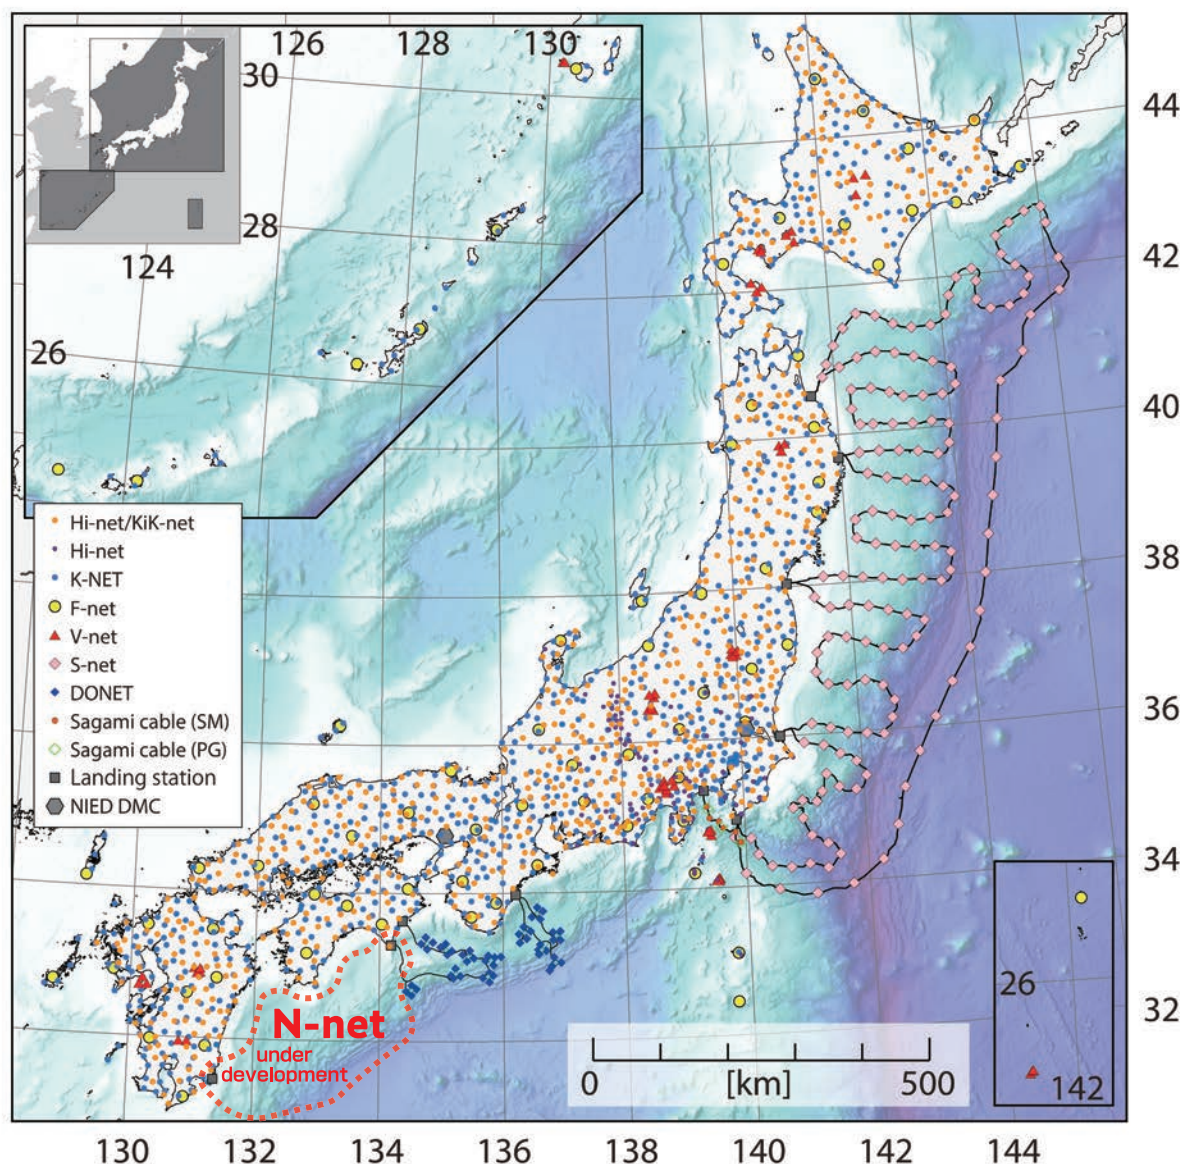 126 128 130
30
28
124
26
44
42
40
38
36
34
32
Hi-net/KiK-net
Hi-net
K-NET
F-net
V-net
S-net
DONET
Sagami cable (SM)
Sagami cable (PG)
Landing station
NIED DMC
N-net
under
development
0 [km] 500
26
142
130 132 134 136 138 140 142 144